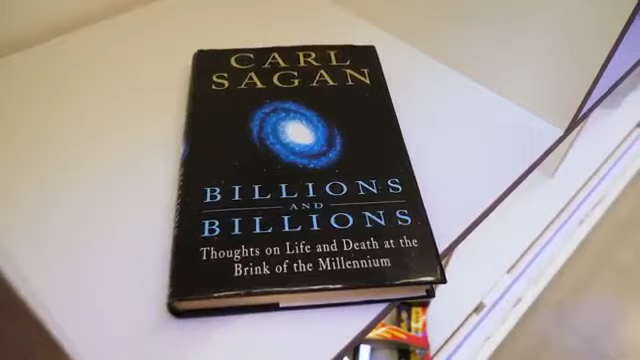 CARL
SAGAN
BILLIONS
AND
BILLIONS
Thoughts on Life and Death at the
Brink of the Millennium